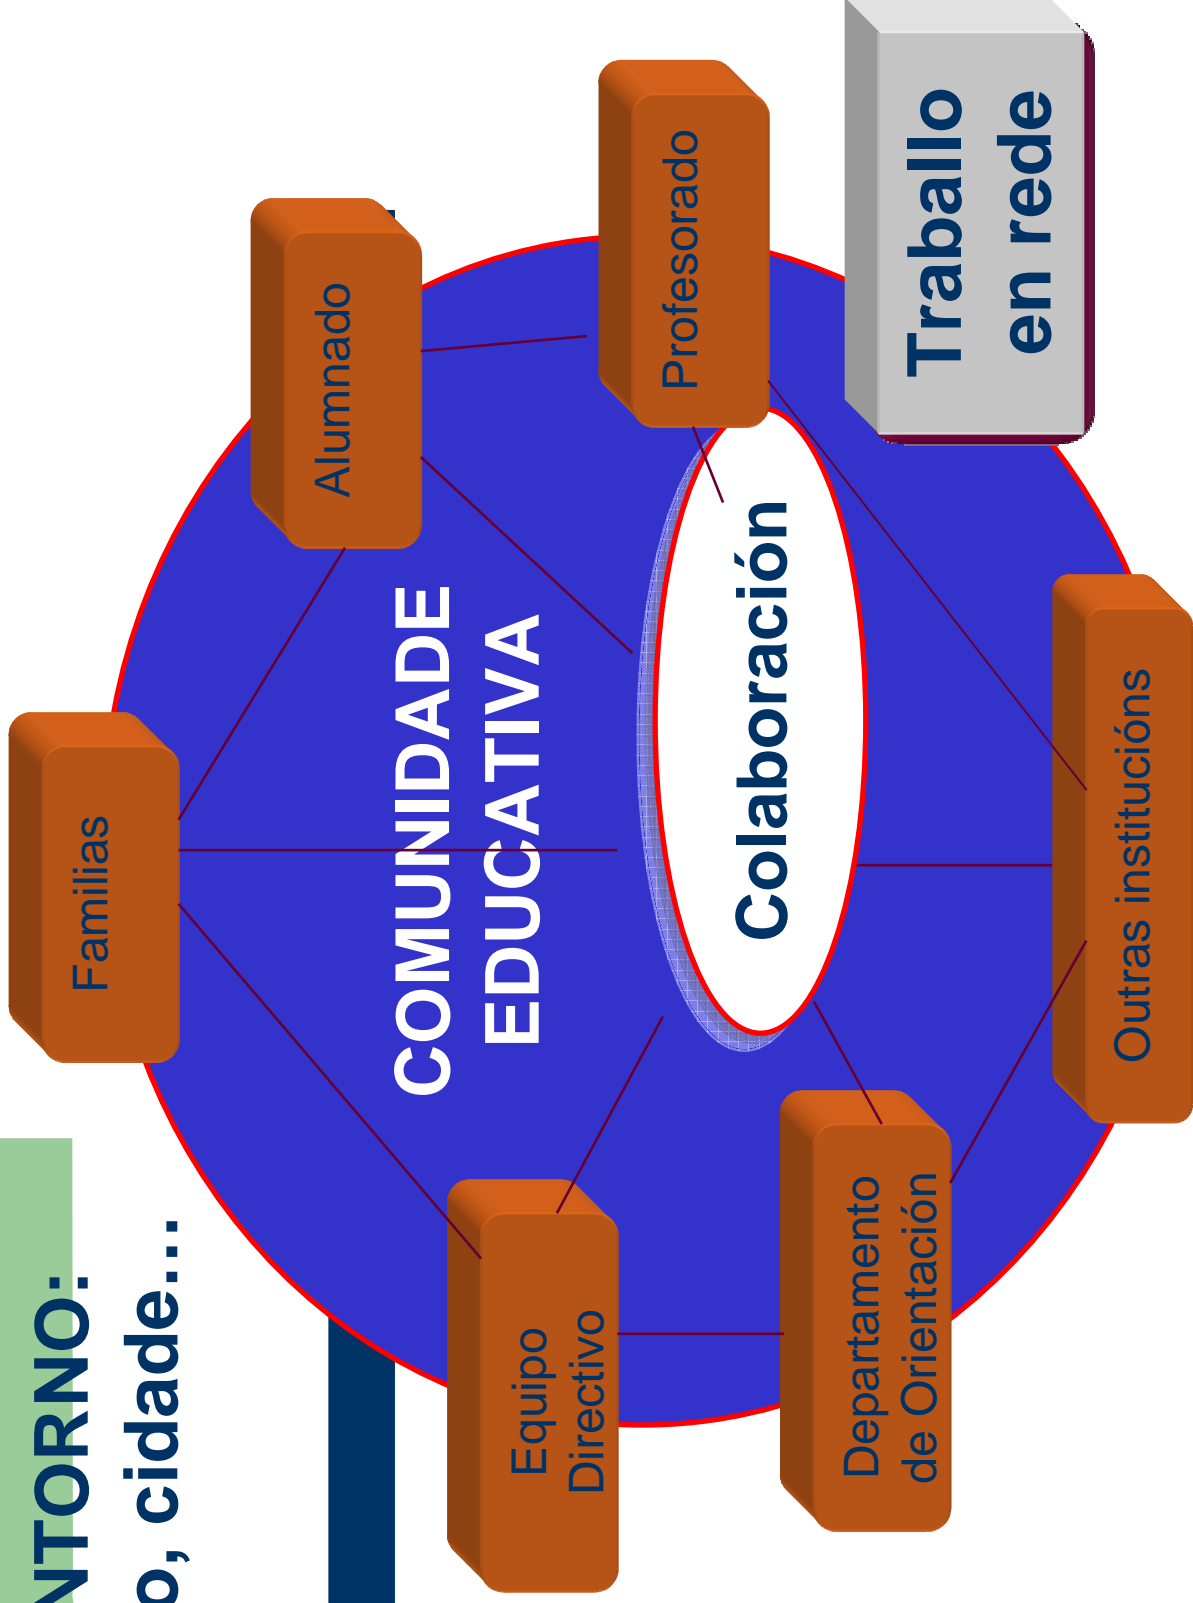 NTORNO:
o, cidade…
Familias
Alumnado
COMUNIDADE
EDUCATIVA
Equipo
Directivo
Profesorado
Colaboración
Departamento
de Orientación
Traballo
en rede
Outras institucións